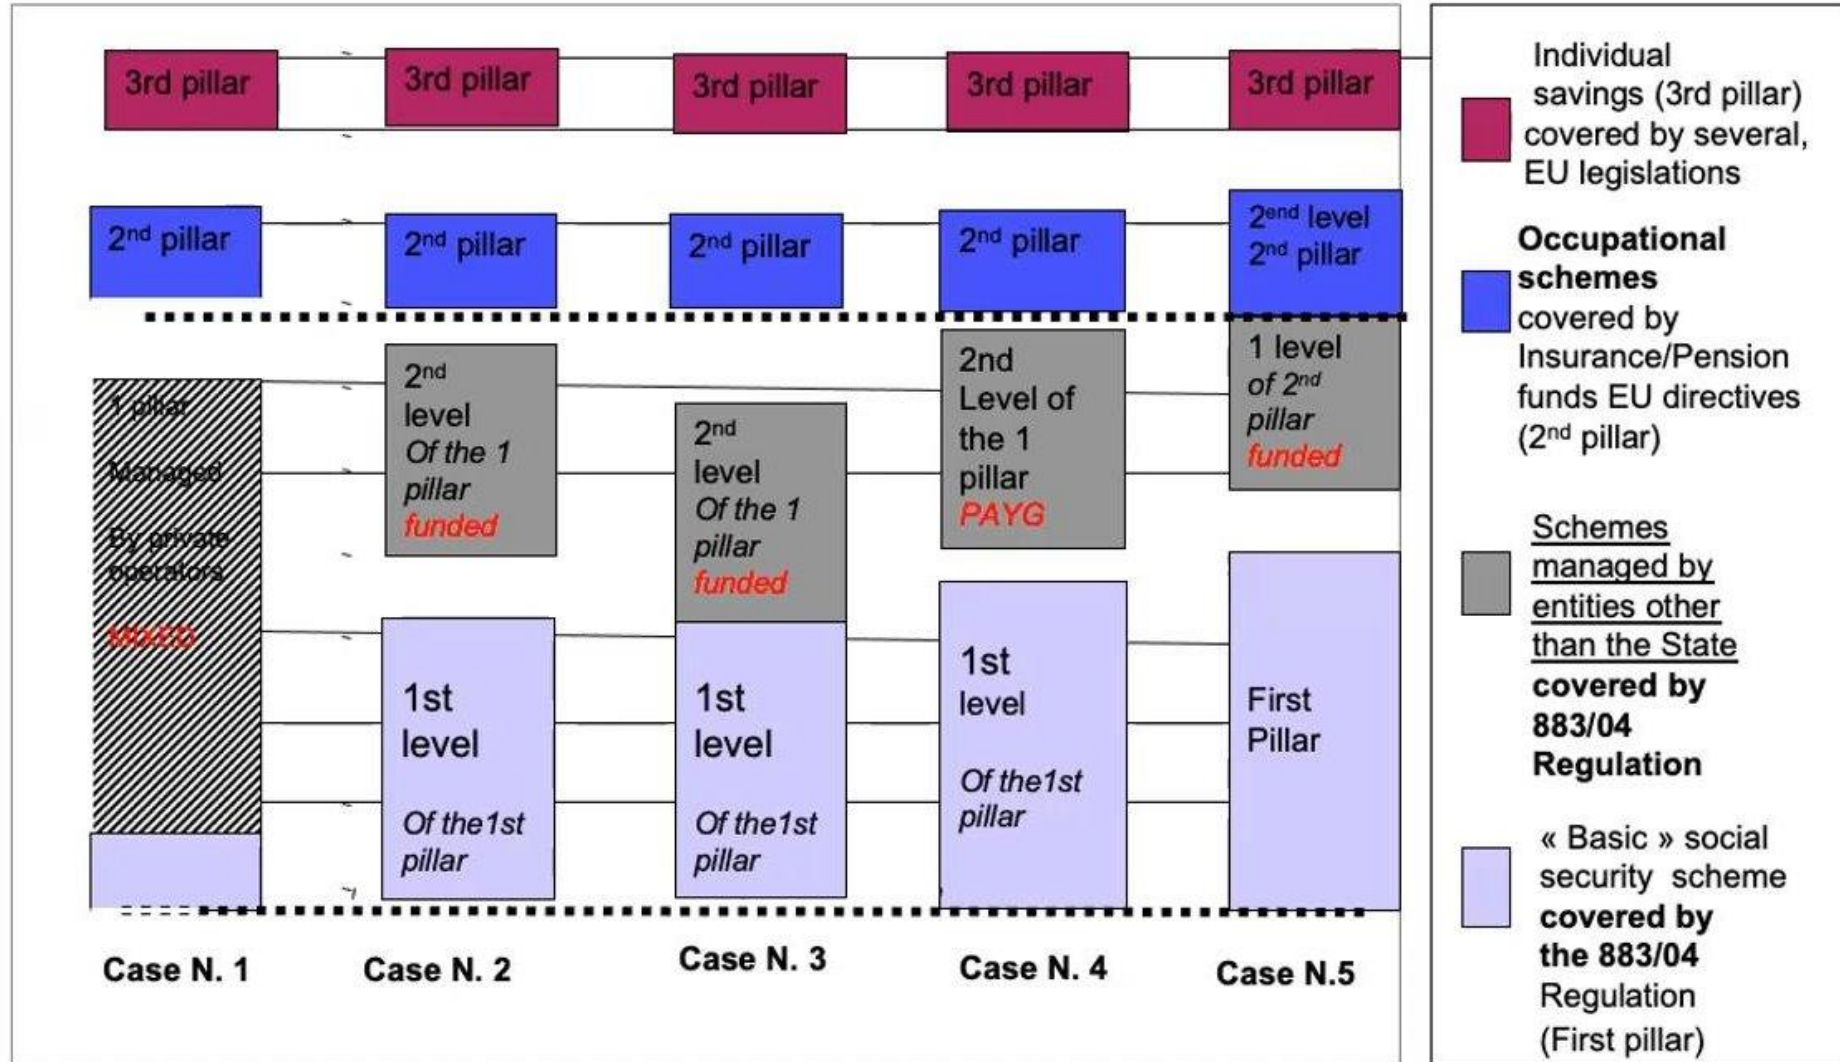 3rd pillar
3rd pillar
3rd pillar
3rd pillar
3rd pillar
2nd pillar
2nd pillar
2nd pillar
2nd pillar
2end level
2nd pillar
1 pillar
Managed
By private
operators
MIXED
2nd
level
Of the 1
pillar
funded
2nd
level
Of the 1
pillar
funded
2nd
Level of
the 1
pillar
PAYG
1 level
of 2nd
pillar
funded
1st
level
Of the1st
pillar
1st
level
Of the1st
pillar
1st
level
Of the1st
pillar
First
Pillar
Case N. 1
Case N. 2
Case N. 3
Case N. 4
Case N.5
Individual
savings (3rd pillar)
covered by several,
EU legislations
Occupational
schemes
covered by
Insurance/Pension
funds EU directives
(2nd pillar)
Schemes
managed by
entities other
than the State
covered by
883/04
Regulation
« Basic » social
security scheme
covered by
the 883/04
Regulation
(First pillar)